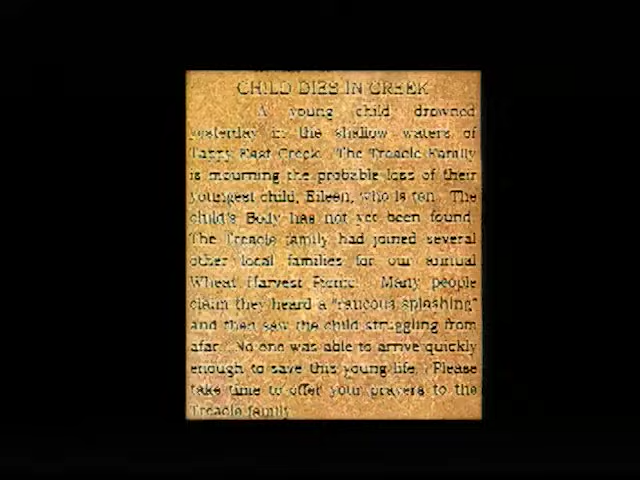 CHILD DIES IN CREEK
A young child drowned
yesterday in the shallow waters of
Tappy East Creek. The Treacle Family
is mourning the probable loss of their
youngest child, Eileen, who is ten. The
child's Body has not yet been found.
The Treacle family had joined several
other local families for our annual
Wheat Harvest Picnic. Many people
claim they heard a "raucous splashing"
and then saw the child struggling from
afar. No one was able to arrive quickly
enough to save this young life. Please
take time to offer your prayers to the
Treacle family.